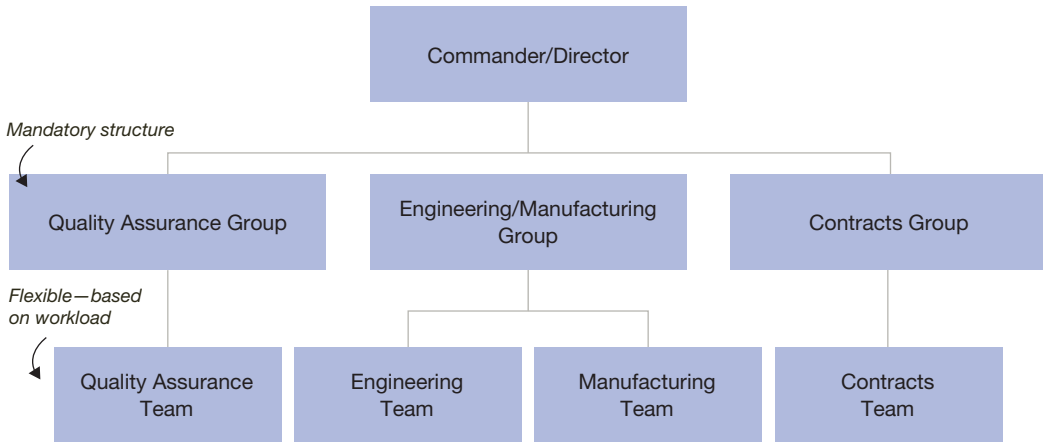 Commander/Director
Mandatory structure
Quality Assurance Group
Engineering/Manufacturing
Group
Contracts Group
Flexible—based
on workload
Quality Assurance
Team
Engineering
Team
Manufacturing
Team
Contracts
Team